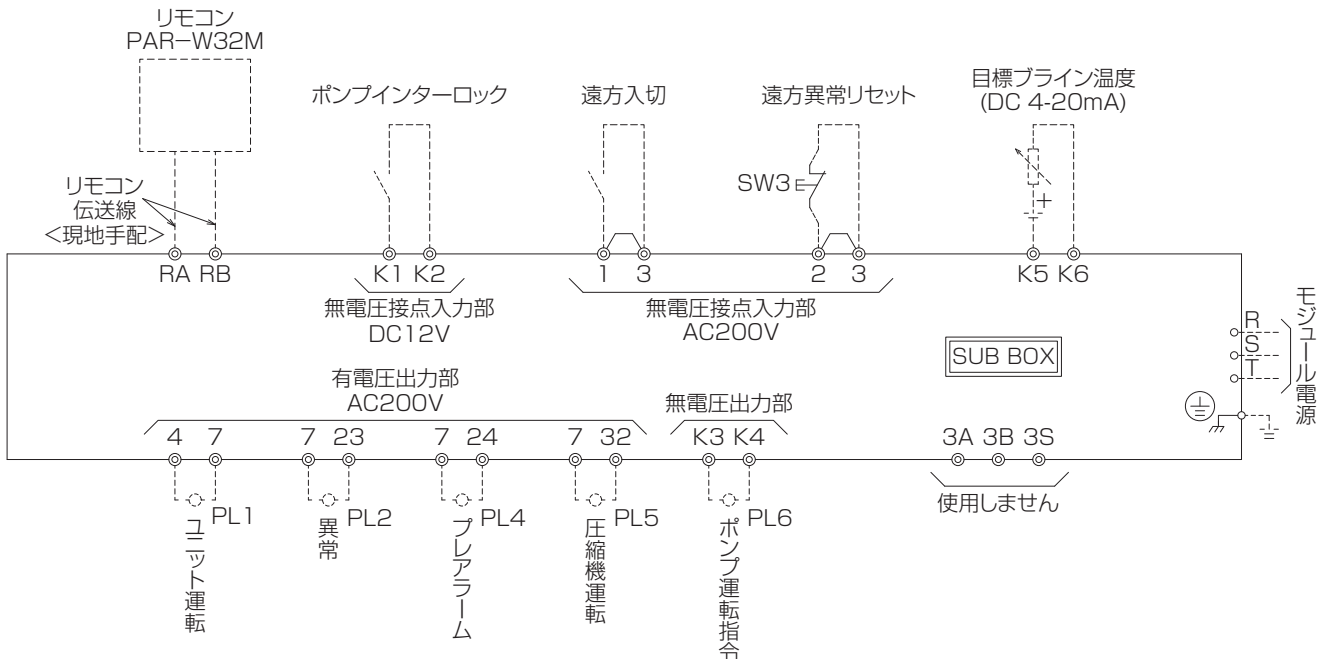 リモコン
PAR−W32M
ポンプインターロック
遠方入切
遠方異常リセット
目標ブライン温度
(DC 4-20mA)
リモコン
伝送線
<現地手配>
SW3
+
RA RB
K1 K2
1 3
2 3
K5 K6
無電圧接点入力部
DC12V
無電圧接点入力部
AC200V
SUB BOX
R
S
T
モジュール電源
有電圧出力部
AC200V
無電圧出力部
4 7
7 23
7 24
7 32
K3 K4
3A 3B 3S
使用しません
PL1
ユニット運転
PL2
異常
PL4
プレアラーム
PL5
圧縮機運転
PL6
ポンプ運転指令